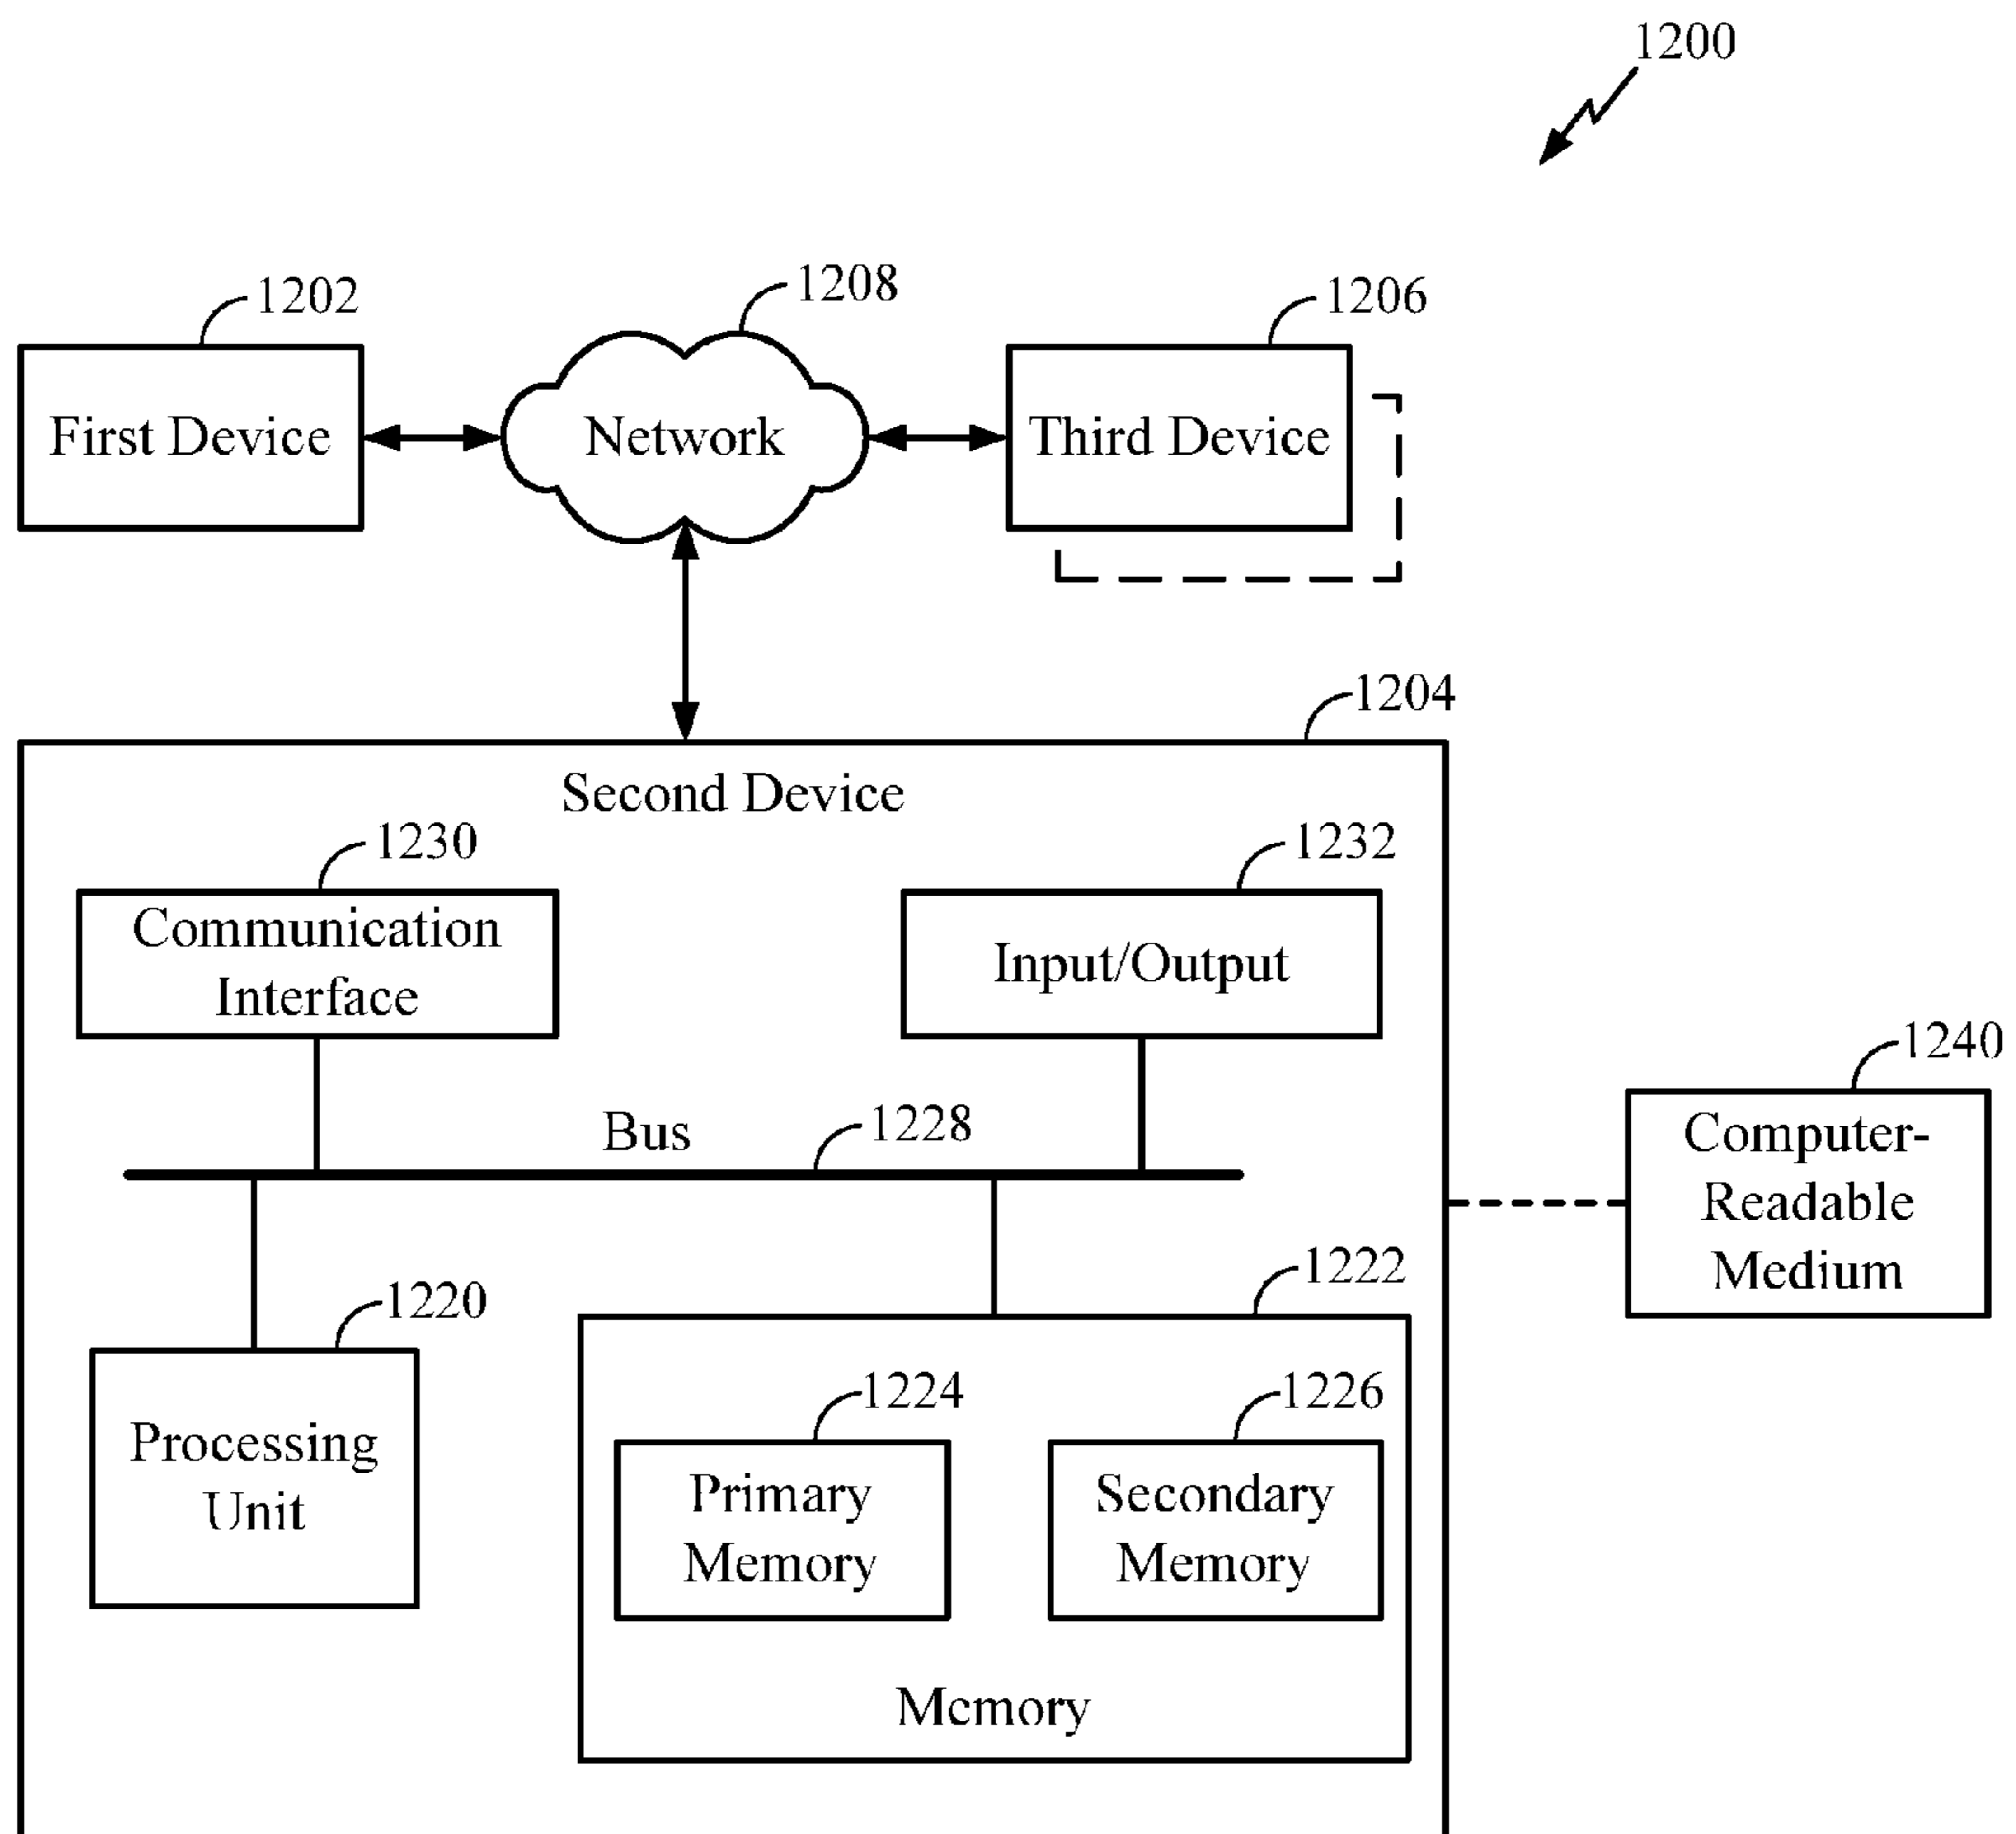 1200
1202
1208
1206
First Device
Network
Third Device
1204
Second Device
1230
1232
Communication
Interface
Input/Output
1240
Computer-
Readable
Medium
Bus
1228
1222
1220
Processing
Unit
1224
1226
Primary
Memory
Secondary
Memory
Memory